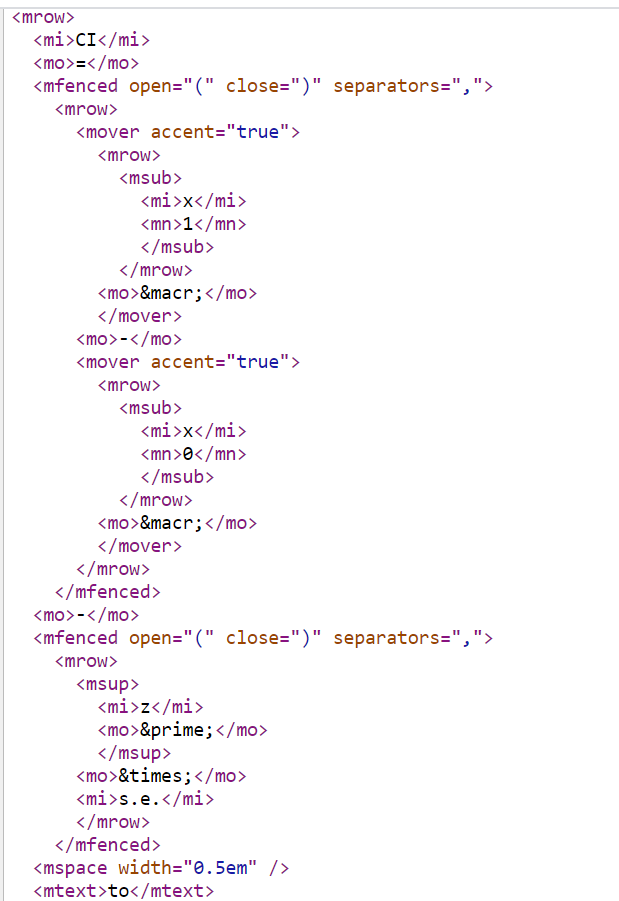 <mrow>
<mi>CI</mi>
<mo>=</mo>
<mfenced open="(" close=")" separators=",">
<mrow>
<mover accent="true">
<mrow>
<msub>
<mi>x</mi>
<mn>1</mn>
</msub>
</mrow>
<mo>&macr;</mo>
</mover>
<mo>-</mo>
<mover accent="true">
<mrow>
<msub>
<mi>x</mi>
<mn>0</mn>
</msub>
</mrow>
<mo>&macr;</mo>
</mover>
</mrow>
</mfenced>
<mo>-</mo>
<mfenced open="(" close=")" separators=",">
<mrow>
<msup>
<mi>z</mi>
<mo>&prime;</mo>
</msup>
<mo>&times;</mo>
<mi>s.e.</mi>
</mrow>
</mfenced>
<mspace width="0.5em" />
<mtext>to</mtext>